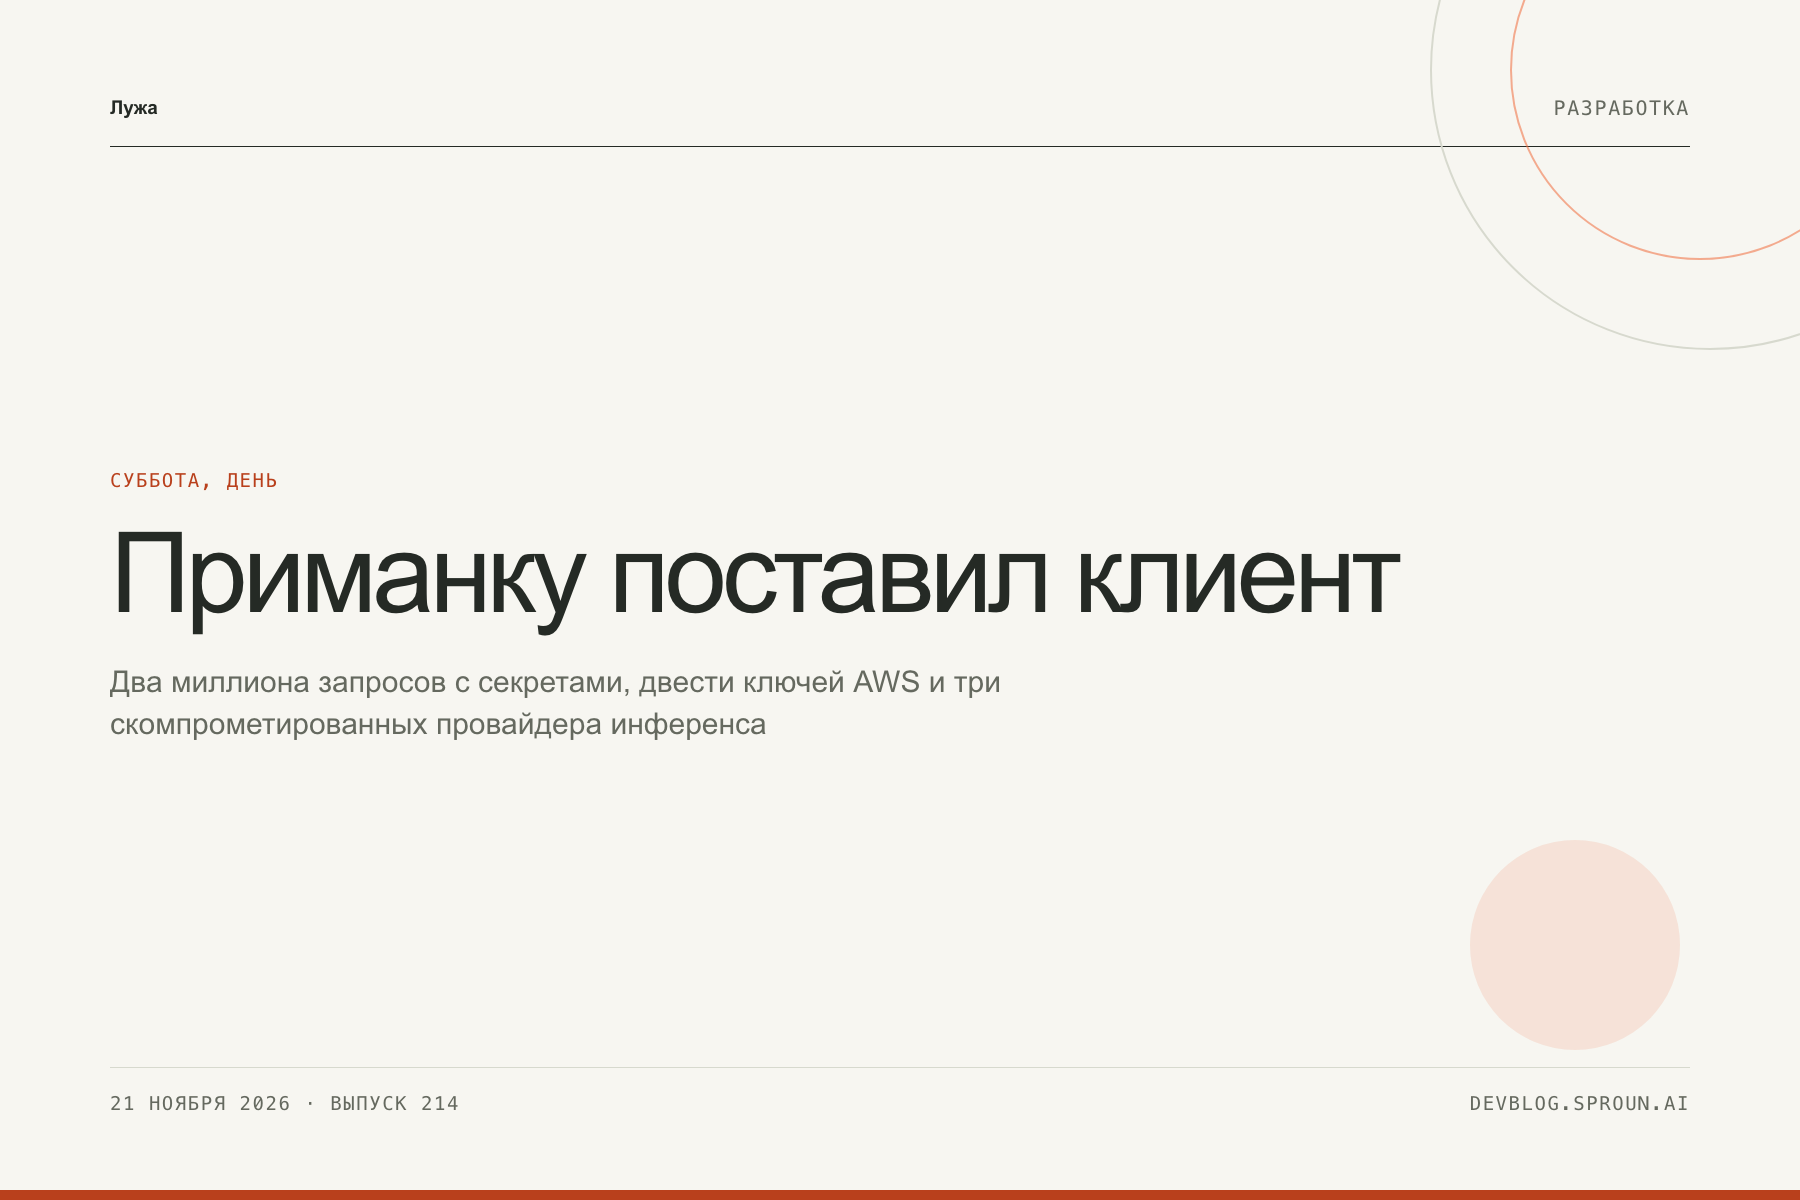 Лужа
РАЗРАБОТКА
СУББОТА, ДЕНЬ
Приманку поставил клиент
Два миллиона запросов с секретами, двести ключей AWS и три
скомпрометированных провайдера инференса
21 НОЯБРЯ 2026 · ВЫПУСК 214
DEVBLOG.SPROUN.AI